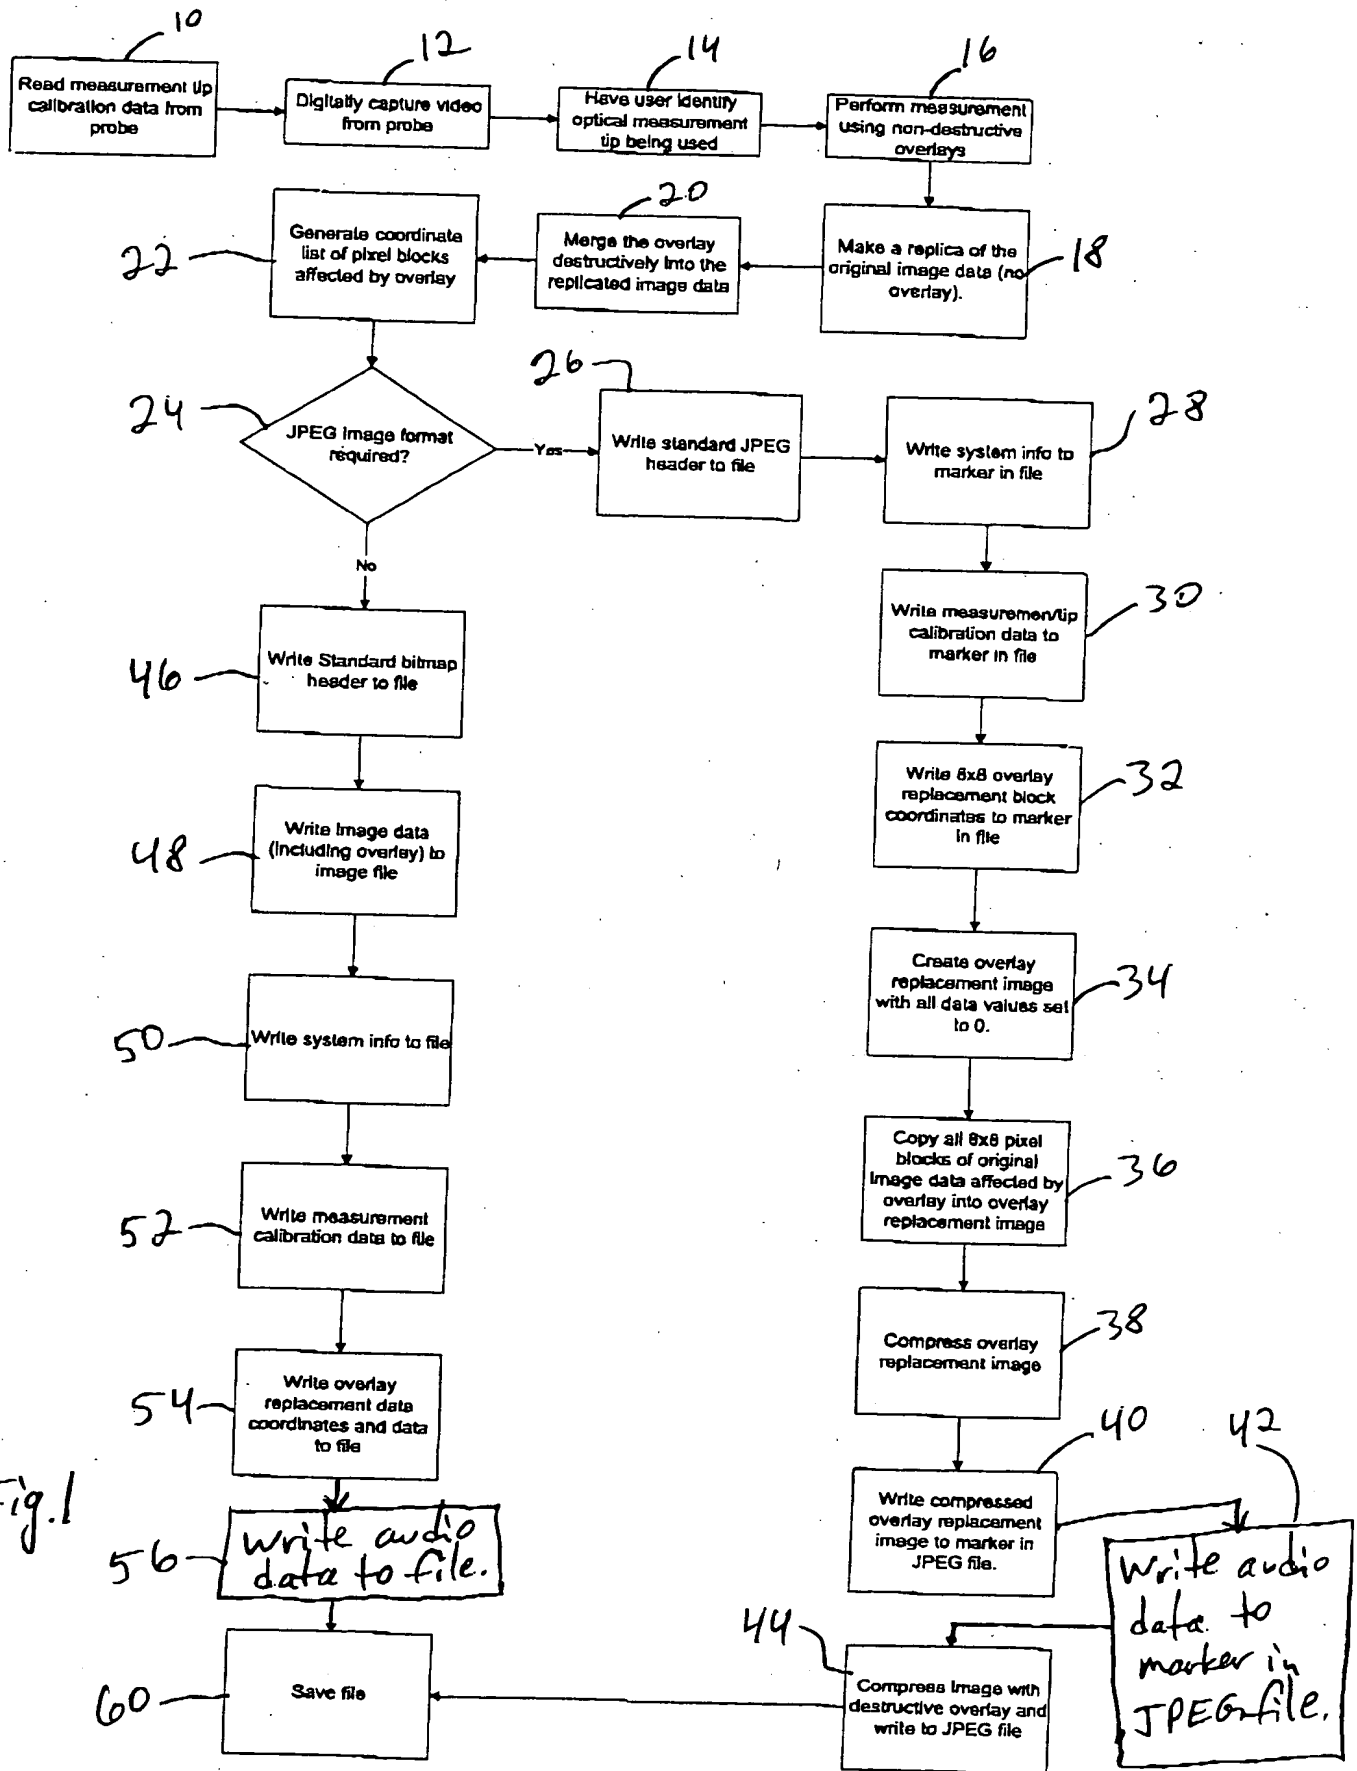 10
Read measurement tip
calibration data from
probe
12
Digitally capture video
from probe
14
Have user identify
optical measurement
tip being used
16
Perform measurement
using non-destructive
overlays
18
Make a replica of the
original image data (no
overlay).
20
Merge the overlay
destructively into the
replicated image data
22
Generate coordinate
list of pixel blocks
affected by overlay
24
JPEG image format
required?
Yes
No
26
Write standard JPEG
header to file
28
Write system info to
marker in file
30
Write measurement/tip
calibration data to
marker in file
32
Write 8x8 overlay
replacement block
coordinates to marker
in file
34
Create overlay
replacement image
with all data values set
to 0.
36
Copy all 8x8 pixel
blocks of original
image data affected by
overlay into overlay
replacement image
38
Compress overlay
replacement image
40
Write compressed
overlay replacement
image to marker in
JPEG file.
42
Write audio
data to
marker in
JPEG file.
44
Compress image with
destructive overlay and
write to JPEG file
46
Write Standard bitmap
header to file
48
Write image data
(including overlay) to
image file
50
Write system info to file
52
Write measurement
calibration data to file
54
Write overlay
replacement data
coordinates and data
to file
56
Write audio
data to file.
60
Save file
Fig.1